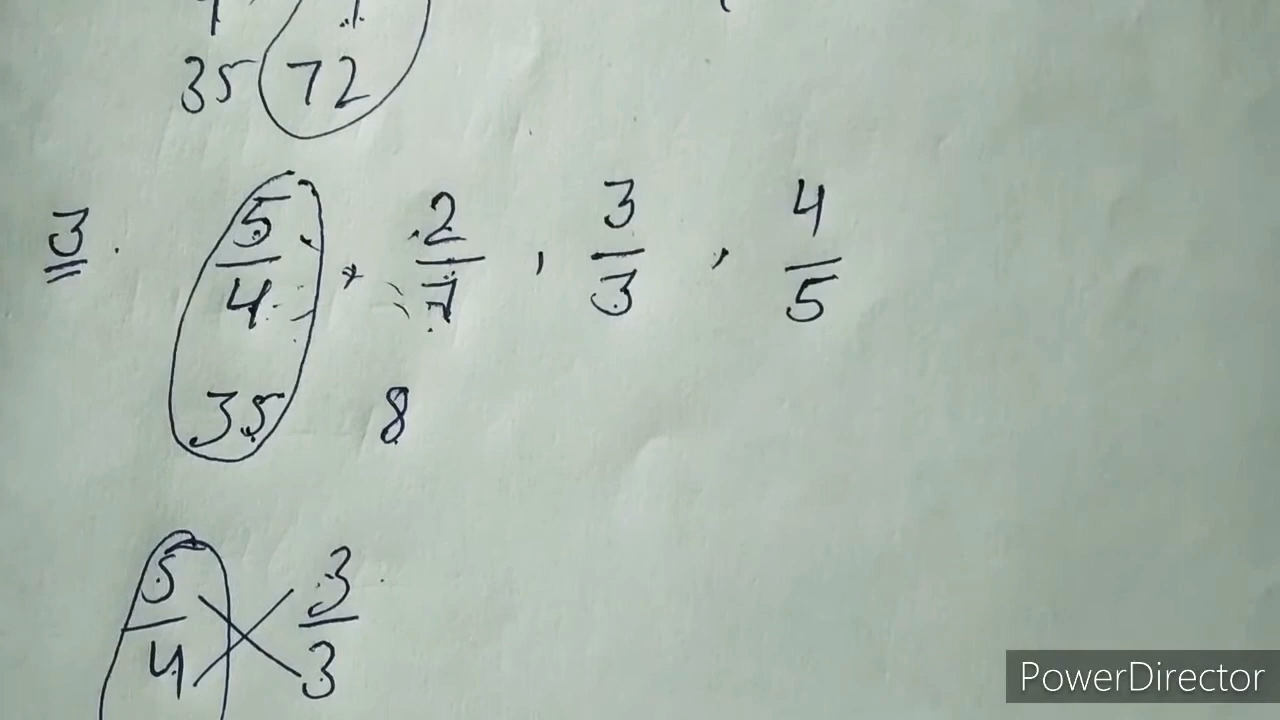 35 72
3. 5/4, 2/7, 3/3, 4/5
35 8
5/4 3/3
PowerDirector